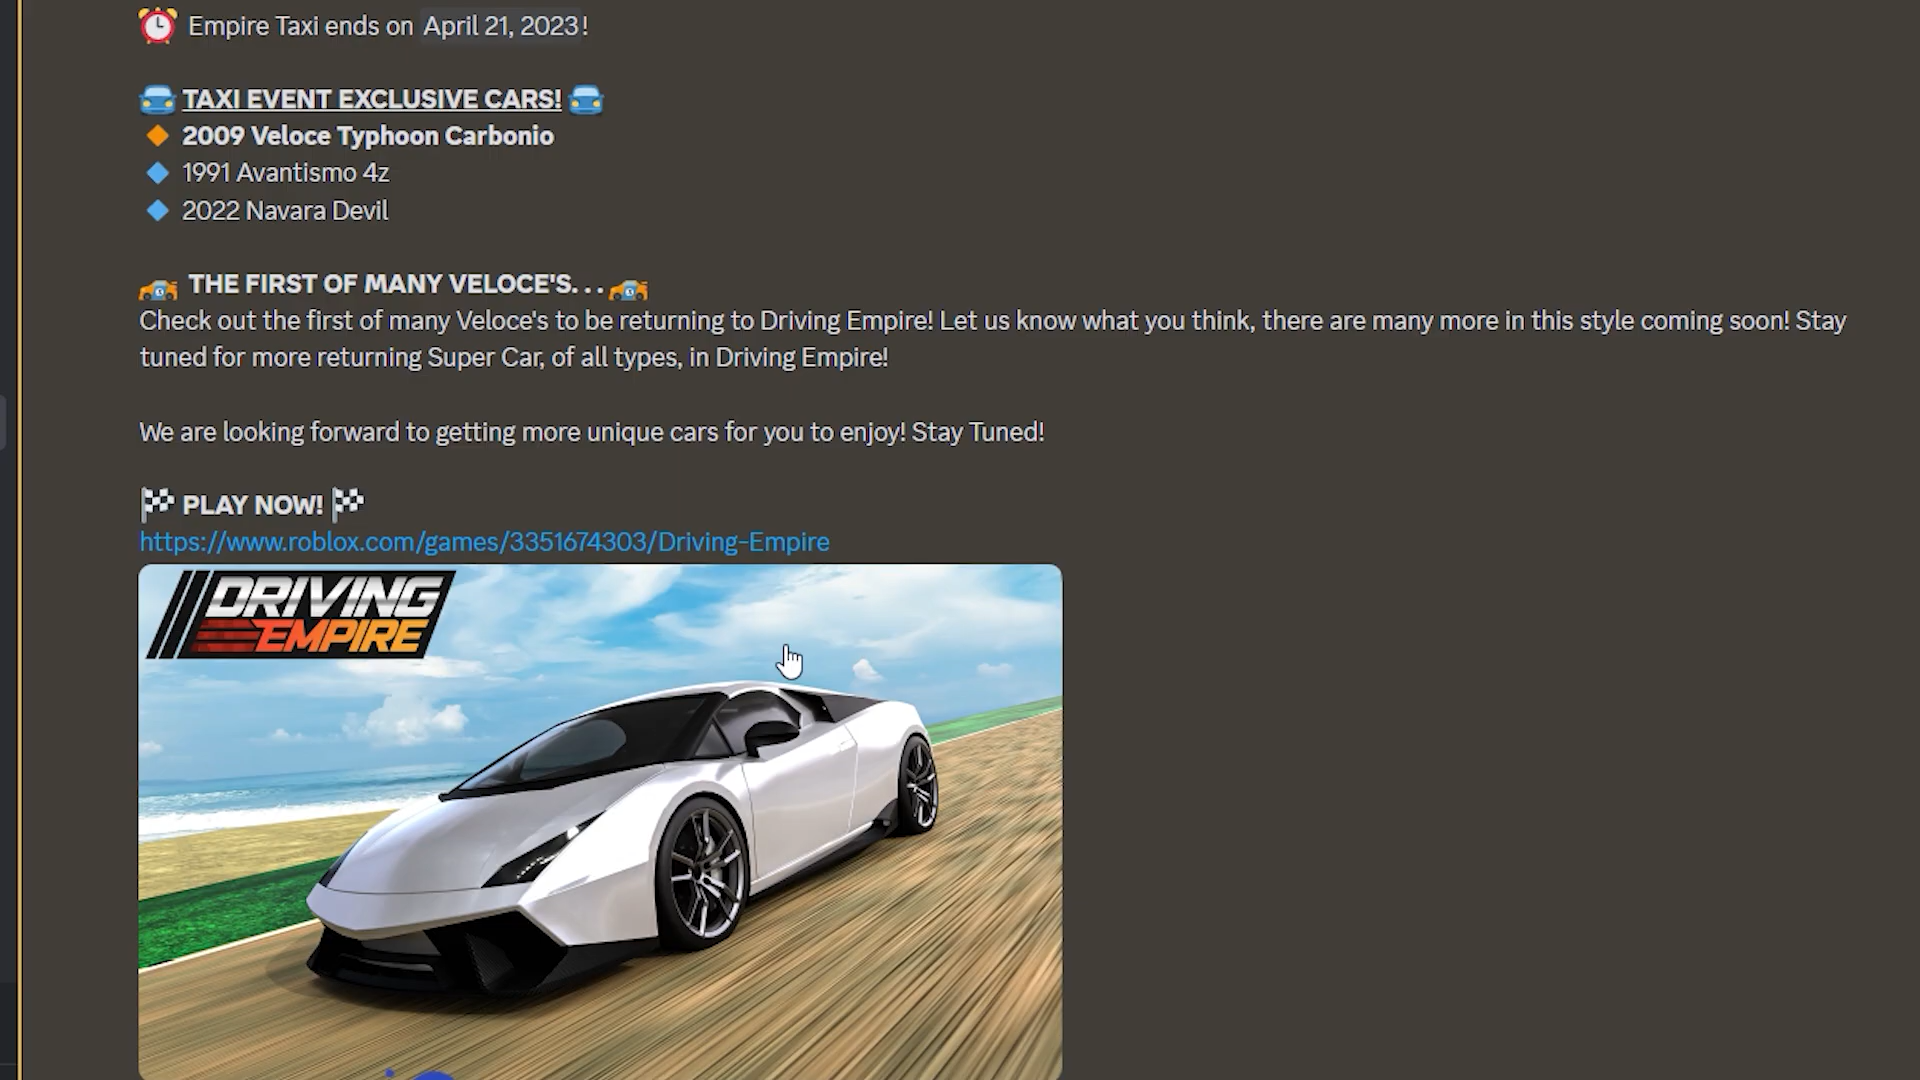 Empire Taxi ends on April 21, 2023!
TAXI EVENT EXCLUSIVE CARS!
2009 Veloce Typhoon Carbonio
1991 Avantismo 4z
2022 Navara Devil
THE FIRST OF MANY VELOCE'S. . .
Check out the first of many Veloce's to be returning to Driving Empire! Let us know what you think, there are many more in this style coming soon! Stay
tuned for more returning Super Car, of all types, in Driving Empire!
We are looking forward to getting more unique cars for you to enjoy! Stay Tuned!
PLAY NOW!
https://www.roblox.com/games/3351674303/Driving-Empire
DRIVING
EMPIRE